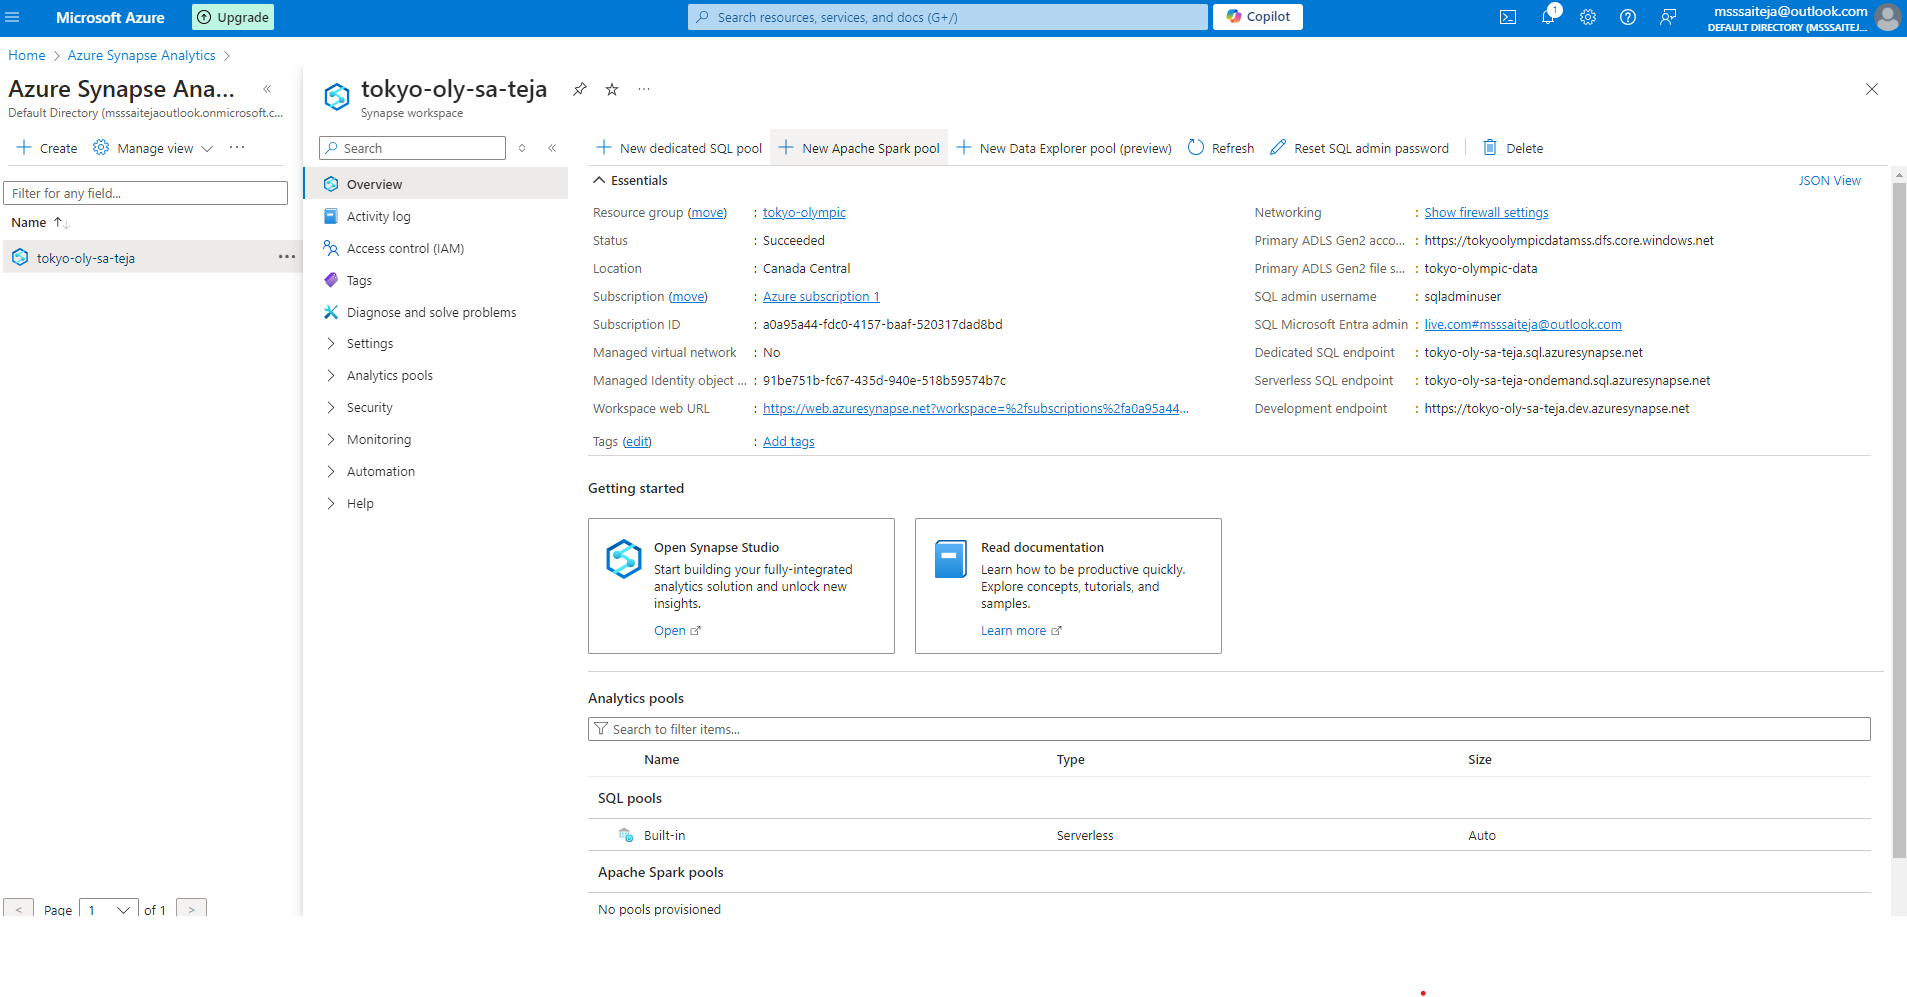 Microsoft Azure
Upgrade
Search resources, services, and docs (G+/)
Copilot
1
msssaiteja@outlook.com
DEFAULT DIRECTORY (MSSSAITEJ...
Home > Azure Synapse Analytics >
Azure Synapse Ana...
Default Directory (msssaitejaoutlook.onmicrosoft.c...
Create
Manage view
Filter for any field...
Name
tokyo-oly-sa-teja
Page 1 of 1
tokyo-oly-sa-teja
Synapse workspace
Search
Overview
Activity log
Access control (IAM)
Tags
Diagnose and solve problems
Settings
Analytics pools
Security
Monitoring
Automation
Help
New dedicated SQL pool
New Apache Spark pool
New Data Explorer pool (preview)
Refresh
Reset SQL admin password
Delete
Essentials
JSON View
Resource group (move) : tokyo-olympic
Status : Succeeded
Location : Canada Central
Subscription (move) : Azure subscription 1
Subscription ID : a0a95a44-fdc0-4157-baaf-520317dad8bd
Managed virtual network : No
Managed Identity object ... : 91be751b-fc67-435d-940e-518b59574b7c
Workspace web URL : https://web.azuresynapse.net?workspace=%2fsubscriptions%2fa0a95a44...
Tags (edit) : Add tags
Networking : Show firewall settings
Primary ADLS Gen2 acco... : https://tokyoolympicdatamss.dfs.core.windows.net
Primary ADLS Gen2 file s... : tokyo-olympic-data
SQL admin username : sqladminuser
SQL Microsoft Entra admin : live.com#msssaiteja@outlook.com
Dedicated SQL endpoint : tokyo-oly-sa-teja.sql.azuresynapse.net
Serverless SQL endpoint : tokyo-oly-sa-teja-ondemand.sql.azuresynapse.net
Development endpoint : https://tokyo-oly-sa-teja.dev.azuresynapse.net
Getting started
Open Synapse Studio
Start building your fully-integrated
analytics solution and unlock new
insights.
Open
Read documentation
Learn how to be productive quickly.
Explore concepts, tutorials, and
samples.
Learn more
Analytics pools
Search to filter items...
Name Type Size
SQL pools
Built-in Serverless Auto
Apache Spark pools
No pools provisioned